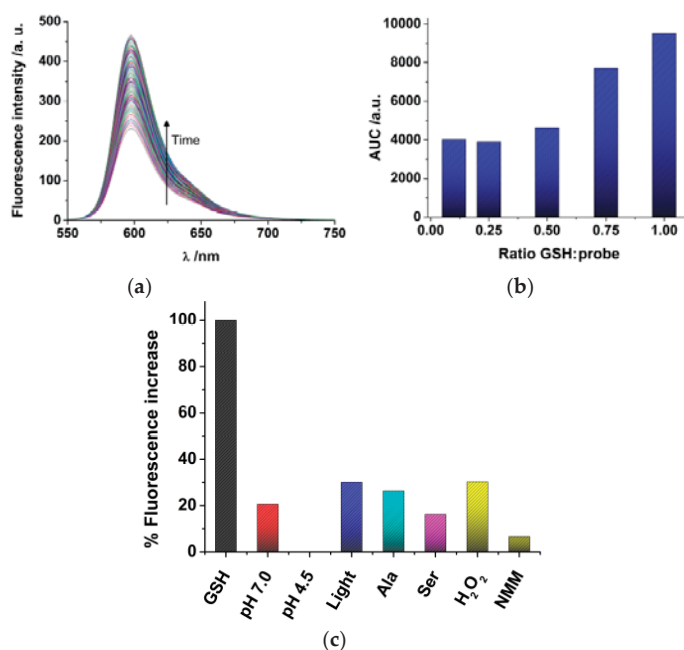 500
400
300
200
100
0
Fluorescence intensity /a. u.
Time
550 600 650 700 750
λ /nm
(a)
10000
8000
6000
4000
2000
0
AUC /a.u.
0.00 0.25 0.50 0.75 1.00
Ratio GSH:probe
(b)
100
80
60
40
20
0
% Fluorescence increase
GSH
pH 7.0
pH 4.5
Light
Ala
Ser
H₂O₂
NMM
(c)